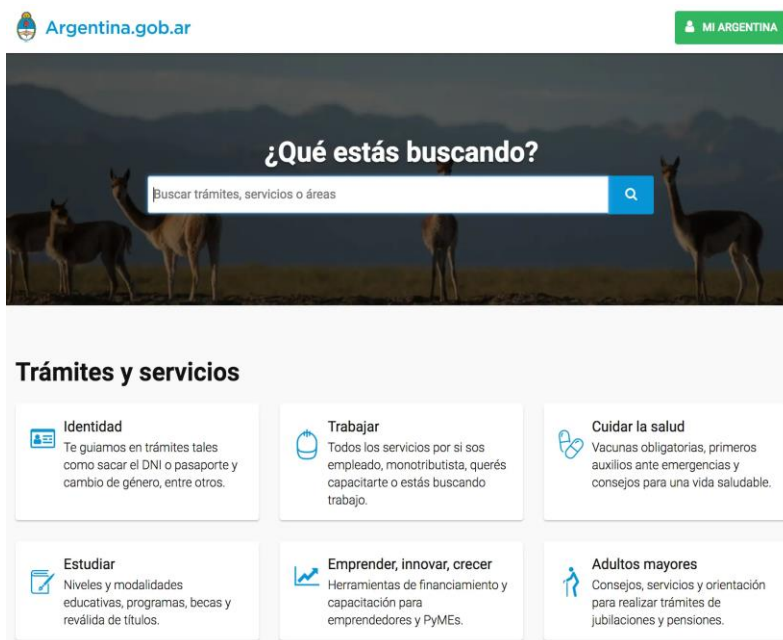 Argentina.gob.ar
MI ARGENTINA
¿Qué estás buscando?
Buscar trámites, servicios o áreas
Trámites y servicios
Identidad
Te guiamos en trámites tales
como sacar el DNI o pasaporte y
cambio de género, entre otros.
Trabajar
Todos los servicios por si sos
empleado, monotributista, querés
capacitarte o estás buscando
trabajo.
Cuidar la salud
Vacunas obligatorias, primeros
auxilios ante emergencias y
consejos para una vida saludable.
Estudiar
Niveles y modalidades
educativas, programas, becas y
reválida de títulos.
Emprender, innovar, crecer
Herramientas de financiamiento y
capacitación para
emprendedores y PyMEs.
Adultos mayores
Consejos, servicios y orientación
para realizar trámites de
jubilaciones y pensiones.